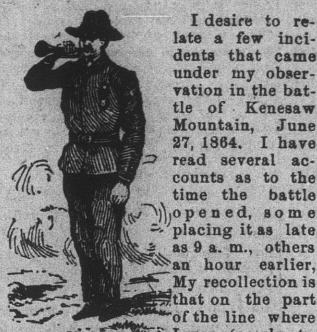 I desire to re-
late a few inci-
dents that came
under my obser-
vation in the bat-
tle of Kenesaw
Mountain, June
27, 1864. I have
read several ac-
counts as to the
time the battle
opened, some
placing it as late
as 9 a. m., others
an hour earlier,
My recollection is
that on the part
of the line where